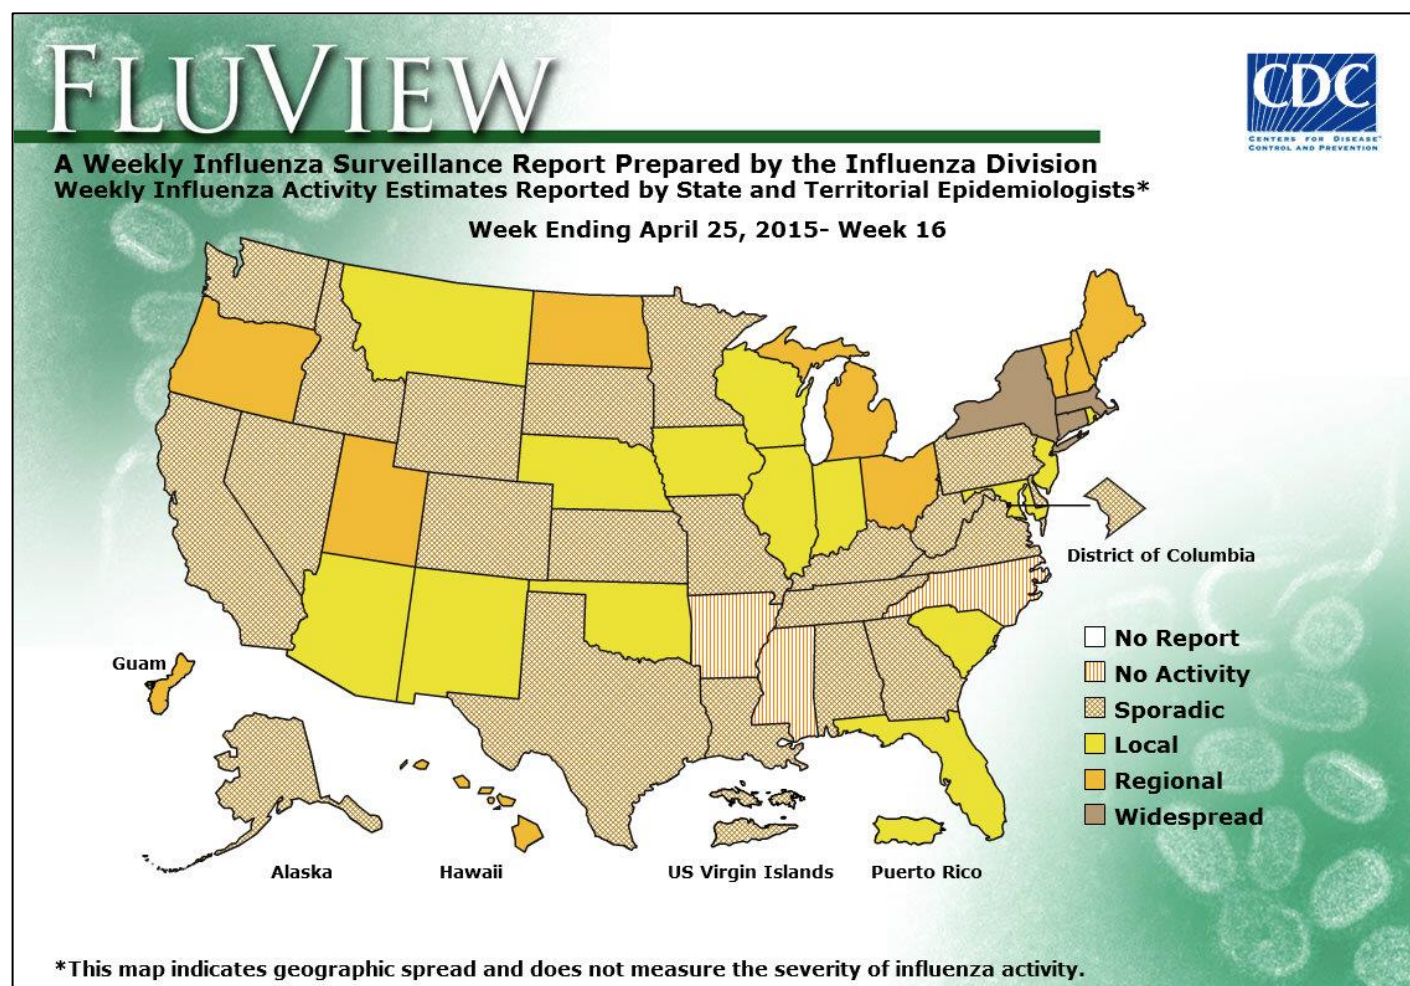 FLUVIEW
CDC
CENTERS FOR DISEASE
CONTROL AND PREVENTION
A Weekly Influenza Surveillance Report Prepared by the Influenza Division
Weekly Influenza Activity Estimates Reported by State and Territorial Epidemiologists*
Week Ending April 25, 2015- Week 16
District of Columbia
No Report
Guam
No Activity
Sporadic
Local
Regional
Widespread
Alaska
Hawaii
US Virgin Islands
Puerto Rico
*This map indicates geographic spread and does not measure the severity of influenza activity.